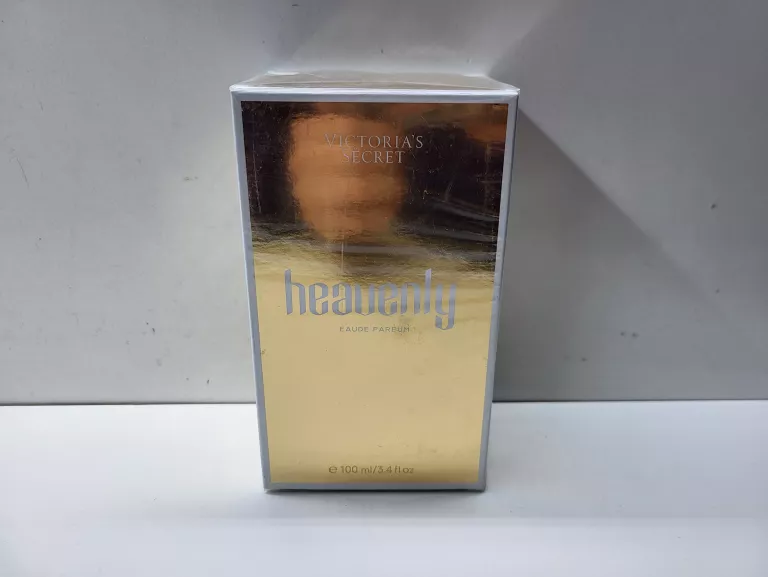 VICTORIA'S
SECRET
heavenly
EAU DE PARFUM
℮ 100 ml/3.4 fl oz